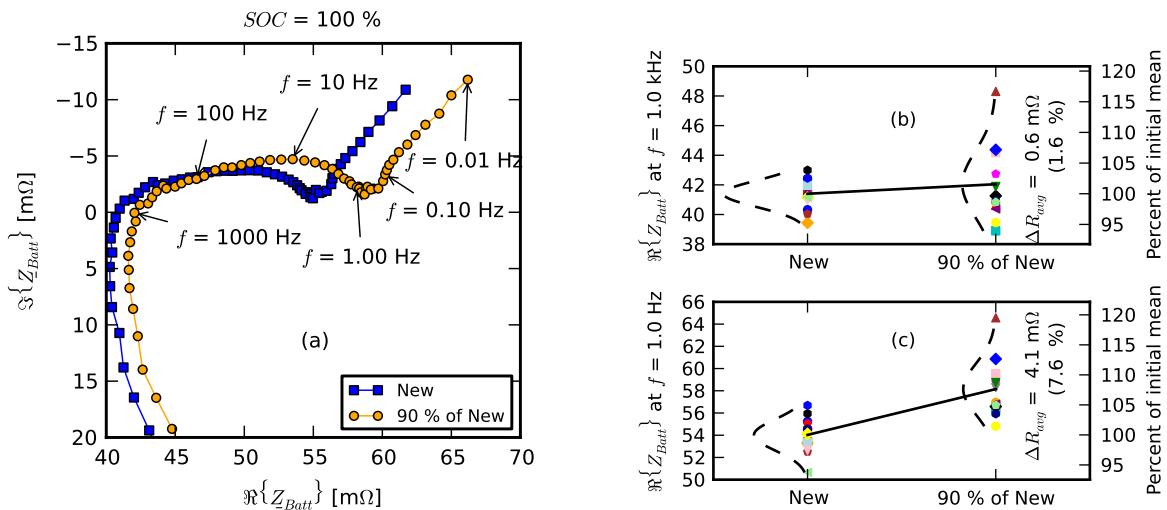 SOC = 100 %
−15
−10
−5
0
5
10
15
20
40 45 50 55 60 65 70
ℑ{Z_Batt} [mΩ]
ℜ{Z_Batt} [mΩ]
f = 10 Hz
f = 100 Hz
f = 0.01 Hz
f = 0.10 Hz
f = 1000 Hz
f = 1.00 Hz
(a)
New
90 % of New
ℜ{Z_Batt} at f = 1.0 kHz
50
48
46
44
42
40
38
(b)
ΔR_avg = 0.6 mΩ
(1.6 %)
120
115
110
105
100
95
Percent of initial mean
New 90 % of New
ℜ{Z_Batt} at f = 1.0 Hz
66
64
62
60
58
56
54
52
50
(c)
ΔR_avg = 4.1 mΩ
(7.6 %)
120
115
110
105
100
95
Percent of initial mean
New 90 % of New